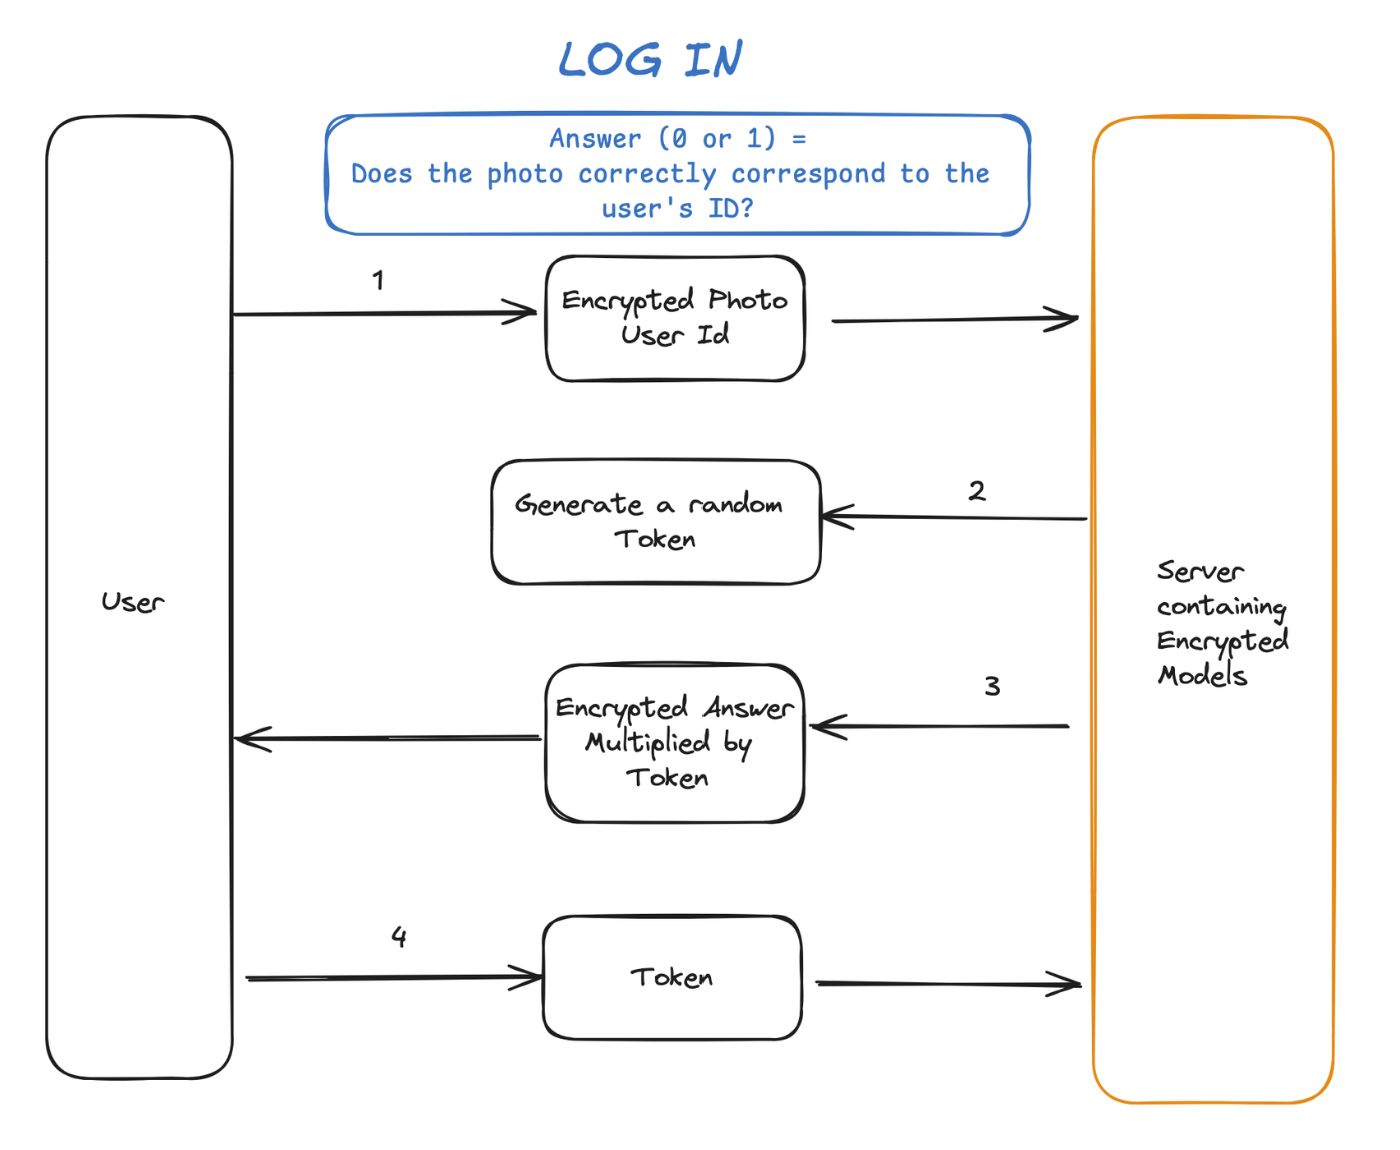 LOG IN
Answer (0 or 1) =
Does the photo correctly correspond to the
user's ID?
1
Encrypted Photo
User Id
2
Generate a random
Token
User
Server
containing
Encrypted
Models
3
Encrypted Answer
Multiplied by
Token
4
Token